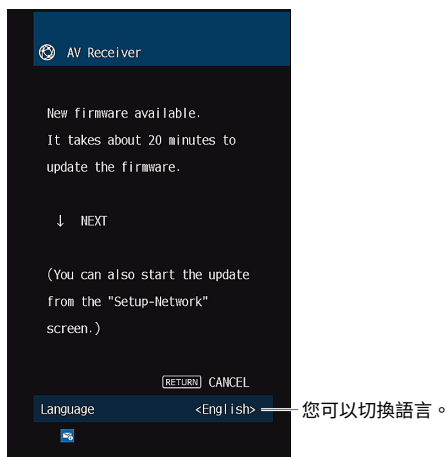 AV Receiver
New firmware available.
It takes about 20 minutes to
update the firmware.
↓ NEXT
(You can also start the update
from the "Setup-Network"
screen.)
RETURN CANCEL
Language <English>
您可以切換語言。